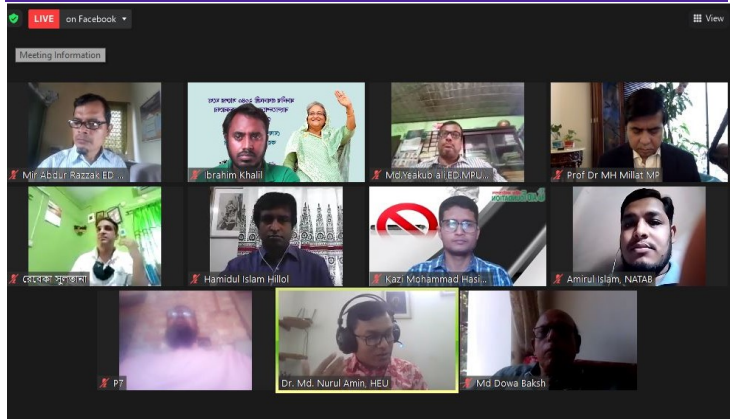 LIVE on Facebook
View
Meeting Information
Mir Abdur Razzak ED ...
Ibrahim Khalil
Md.Yeakub ali ED.MPU...
Prof Dr MH Millat MP
রেবেকা সুলতানা
Hamidul Islam Hillol
Kazi Mohammad Hasi...
Amirul Islam, NATAB
P7
Dr. Md. Nurul Amin, HEU
Md Dowa Baksh